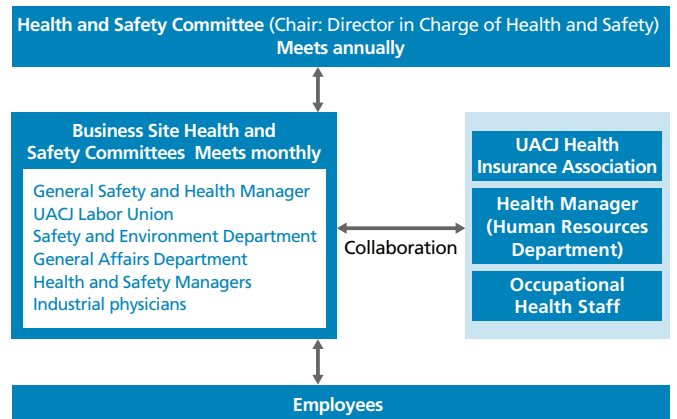 Health and Safety Committee (Chair: Director in Charge of Health and Safety)
Meets annually
Business Site Health and
Safety Committees  Meets monthly
General Safety and Health Manager
UACJ Labor Union
Safety and Environment Department
General Affairs Department
Health and Safety Managers
Industrial physicians
Collaboration
UACJ Health
Insurance Association
Health Manager
(Human Resources
Department)
Occupational
Health Staff
Employees